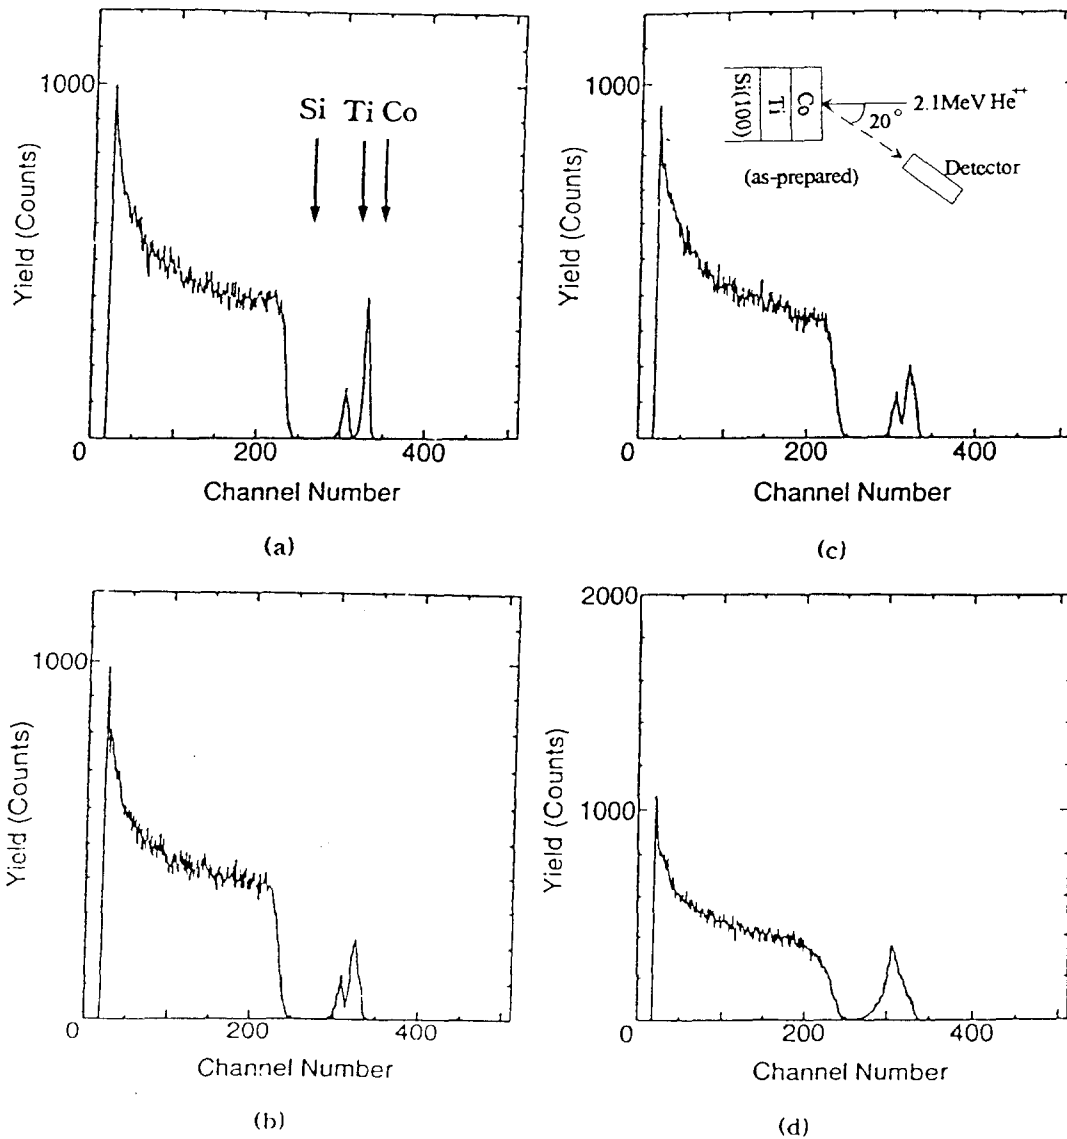 1000
Yield (Counts)
Si Ti Co
0 200 400
Channel Number
(a)
1000
Yield (Counts)
Si(100) Ti Co
2.1MeV He++
20°
Detector
(as-prepared)
0 200 400
Channel Number
(c)
1000
Yield (Counts)
0 200 400
Channel Number
(b)
2000
1000
Yield (Counts)
0 200 400
Channel Number
(d)